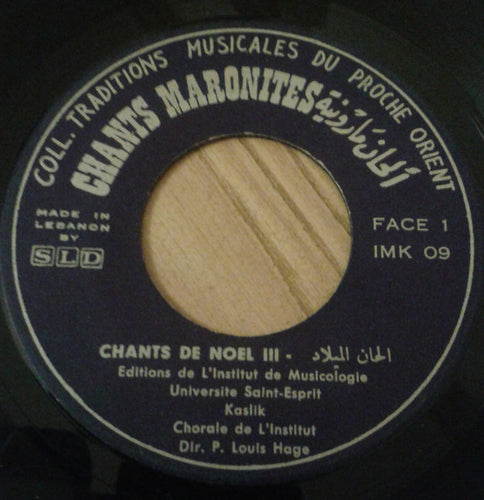 COLL. TRADITIONS MUSICALES DU PROCHE ORIENT
CHANTS MARONITES ألحان مارونية
MADE IN
LEBANON
BY
SLD
FACE 1
IMK 09
CHANTS DE NOEL III - الحان الميلاد
Editions de L'Institut de Musicologie
Universite Saint-Esprit
Kaslik
Chorale de L'Institut
Dir. P. Louis Hage